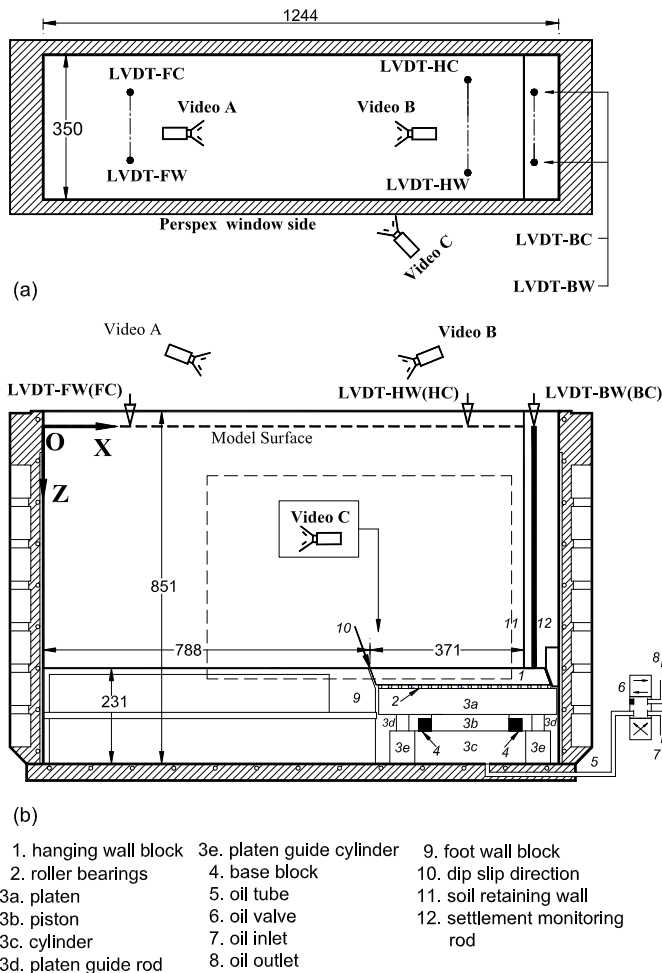 1244
LVDT-FC
LVDT-HC
Video A
Video B
350
LVDT-FW
LVDT-HW
Perspex window side
Video C
LVDT-BC
LVDT-BW
(a)
Video A
Video B
LVDT-FW(FC)
LVDT-HW(HC)
LVDT-BW(BC)
O
X
Model Surface
Z
Video C
851
10
11
12
788
371
1
8
231
9
2
3a
6
3d
3b
3d
3e
4
3c
4
3e
5
7
(b)
1. hanging wall block
2. roller bearings
3a. platen
3b. piston
3c. cylinder
3d. platen guide rod
3e. platen guide cylinder
4. base block
5. oil tube
6. oil valve
7. oil inlet
8. oil outlet
9. foot wall block
10. dip slip direction
11. soil retaining wall
12. settlement monitoring
rod